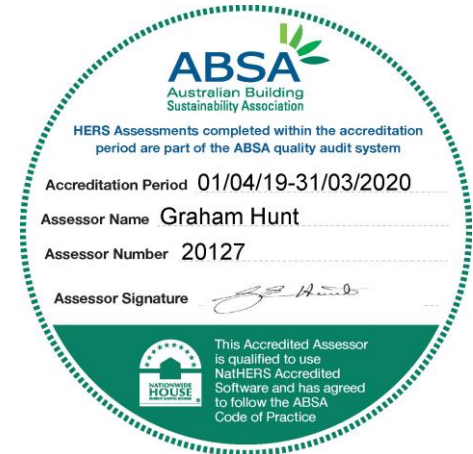 ABSA
Australian Building
Sustainability Association
HERS Assessments completed within the accreditation
period are part of the ABSA quality audit system
Accreditation Period 01/04/19-31/03/2020
Assessor Name Graham Hunt
Assessor Number 20127
Assessor Signature
This Accredited Assessor
is qualified to use
NatHERS Accredited
Software and has agreed
to follow the ABSA
Code of Practice
NATIONWIDE
HOUSE